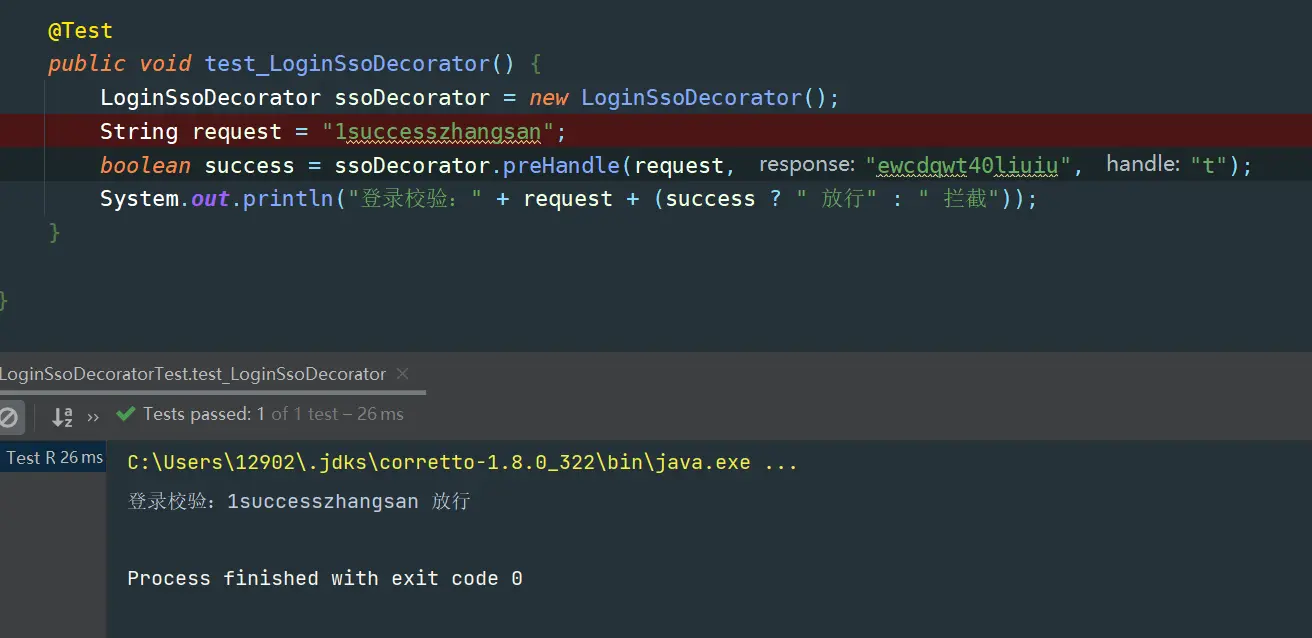 @Test
public void test_LoginSsoDecorator() {
LoginSsoDecorator ssoDecorator = new LoginSsoDecorator();
String request = "1successzhangsan";
boolean success = ssoDecorator.preHandle(request, response: "ewcdqwt40liuiu", handle: "t");
System.out.println("登录校验：" + request + (success ? " 放行" : " 拦截"));
}
}
LoginSsoDecoratorTest.test_LoginSsoDecorator ×
>> Tests passed: 1 of 1 test – 26 ms
Test R 26 ms
C:\Users\12902\.jdks\corretto-1.8.0_322\bin\java.exe ...
登录校验：1successzhangsan 放行
Process finished with exit code 0